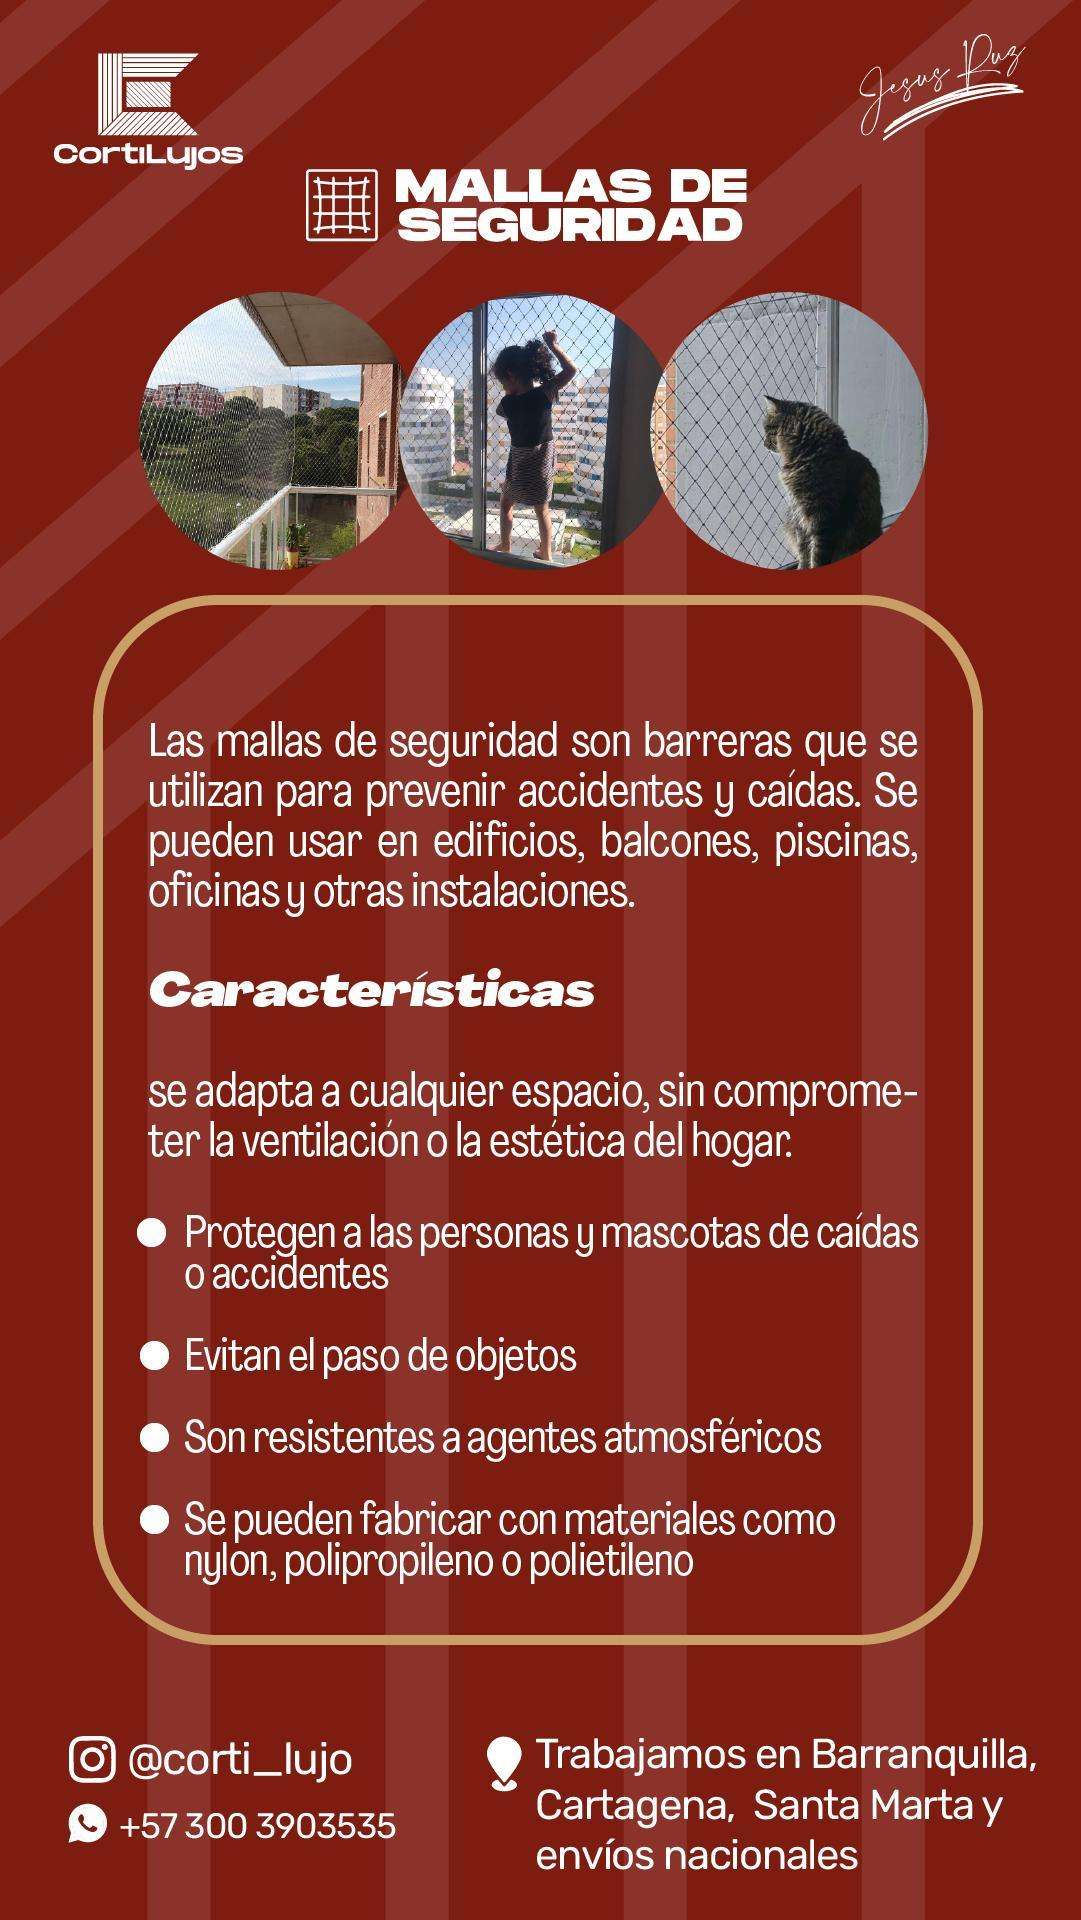 CortiLujos
Jesus Ruz
MALLAS DE
SEGURIDAD
Las mallas de seguridad son barreras que se
utilizan para prevenir accidentes y caídas. Se
pueden usar en edificios, balcones, piscinas,
oficinas y otras instalaciones.
Características
se adapta a cualquier espacio, sin comprome-
ter la ventilación o la estética del hogar.
Protegen a las personas y mascotas de caídas
o accidentes
Evitan el paso de objetos
Son resistentes a agentes atmosféricos
Se pueden fabricar con materiales como
nylon, polipropileno o polietileno
@corti_lujo
+57 300 3903535
Trabajamos en Barranquilla,
Cartagena, Santa Marta y
envíos nacionales